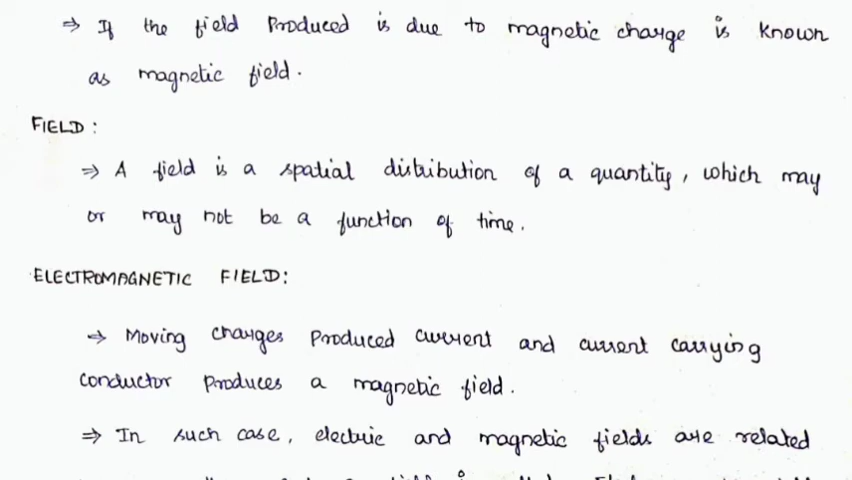 ⇒ If the field Produced is due to magnetic charge is known
as magnetic field.
FIELD:
⇒ A field is a spatial distribution of a quantity, which may
or may not be a function of time.
ELECTROMAGNETIC FIELD:
⇒ Moving charges Produced current and current carrying
conductor Produces a magnetic field.
⇒ In such case, electric and magnetic fields are related